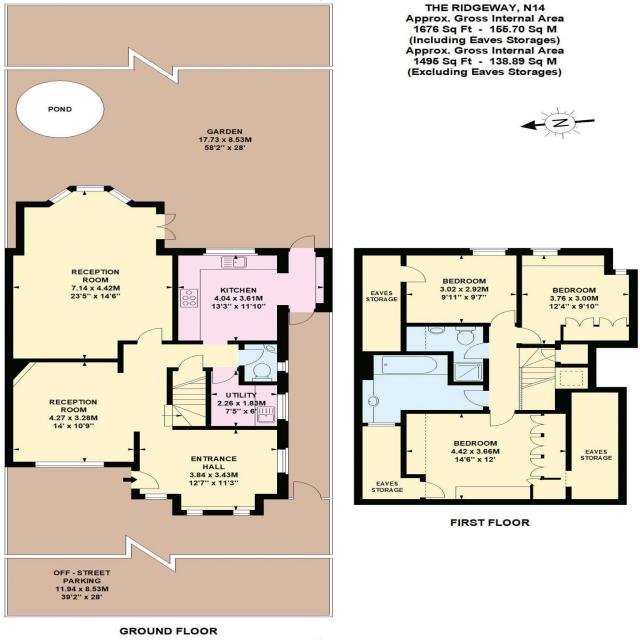 THE RIDGEWAY, N14
Approx. Gross Internal Area
1676 Sq Ft - 155.70 Sq M
(Including Eaves Storages)
Approx. Gross Internal Area
1495 Sq Ft - 138.89 Sq M
(Excluding Eaves Storages)
N
POND
GARDEN
17.73 x 8.53M
58'2" x 28'
RECEPTION
ROOM
7.14 x 4.42M
23'5" x 14'6"
KITCHEN
4.04 x 3.61M
13'3" x 11'10"
RECEPTION
ROOM
4.27 x 3.28M
14' x 10'9"
UTILITY
2.26 x 1.83M
7'5" x 6'
ENTRANCE
HALL
3.84 x 3.43M
12'7" x 11'3"
OFF - STREET
PARKING
11.94 x 8.53M
39'2" x 28'
GROUND FLOOR
EAVES
STORAGE
BEDROOM
3.02 x 2.92M
9'11" x 9'7"
BEDROOM
3.76 x 3.00M
12'4" x 9'10"
BEDROOM
4.42 x 3.66M
14'6" x 12'
EAVES
STORAGE
EAVES
STORAGE
FIRST FLOOR